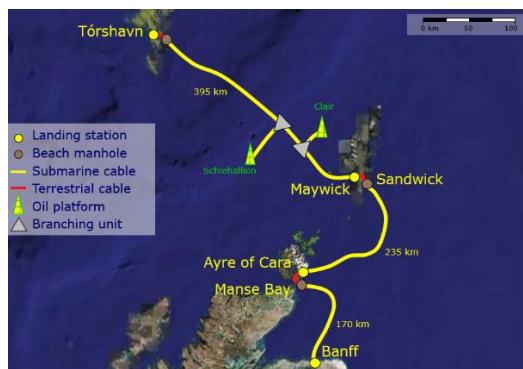 Tórshavn
0 km 50 100
395 km
Clair
Schiehallion
Landing station
Beach manhole
Submarine cable
Terrestrial cable
Oil platform
Branching unit
Maywick
Sandwick
235 km
Ayre of Cara
Manse Bay
170 km
Banff